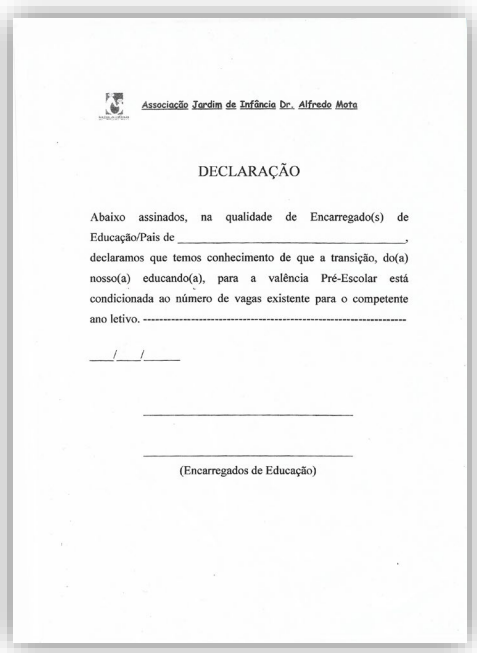 Associação Jardim de Infância Dr. Alfredo Mota
DECLARAÇÃO
Abaixo assinados, na qualidade de Encarregado(s) de
Educação/Pais de ______________________________,
declaramos que temos conhecimento de que a transição, do(a)
nosso(a) educando(a), para a valência Pré-Escolar está
condicionada ao número de vagas existente para o competente
ano letivo. ------------------------------------------------------------------
___/___/_____
______________________________
______________________________
(Encarregados de Educação)